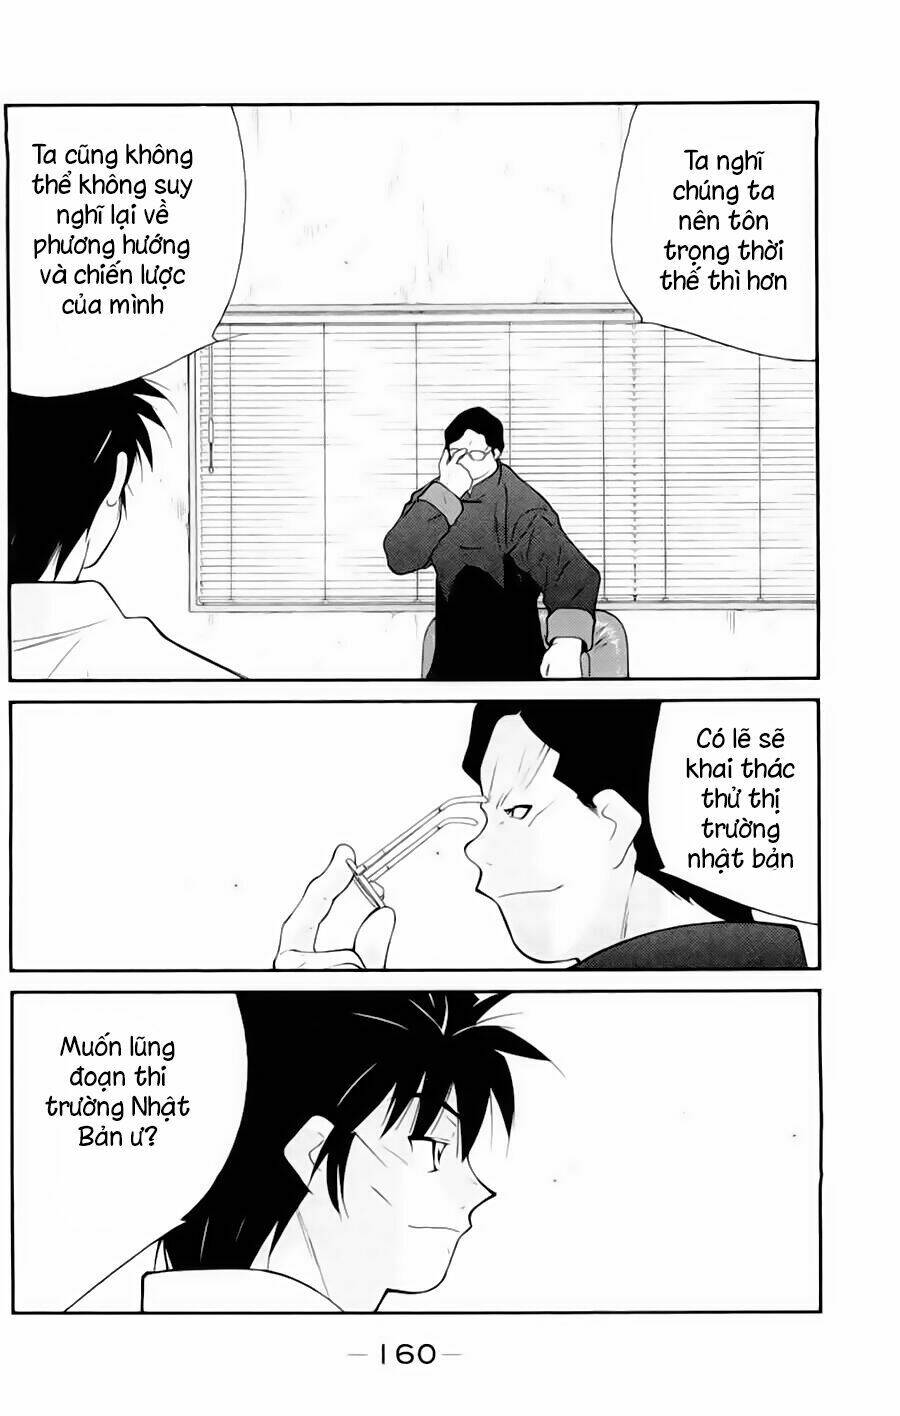 Ta nghĩ
chúng ta
nên tôn
trọng thời
thế thì hơn
Ta cũng không
thể không suy
nghĩ lại về
phương hướng
và chiến lược
của mình
Có lẽ sẽ
khai thác
thử thị
trường
nhật bản
Muốn lũng
đoạn thi
trường Nhật
Bản ư?
160